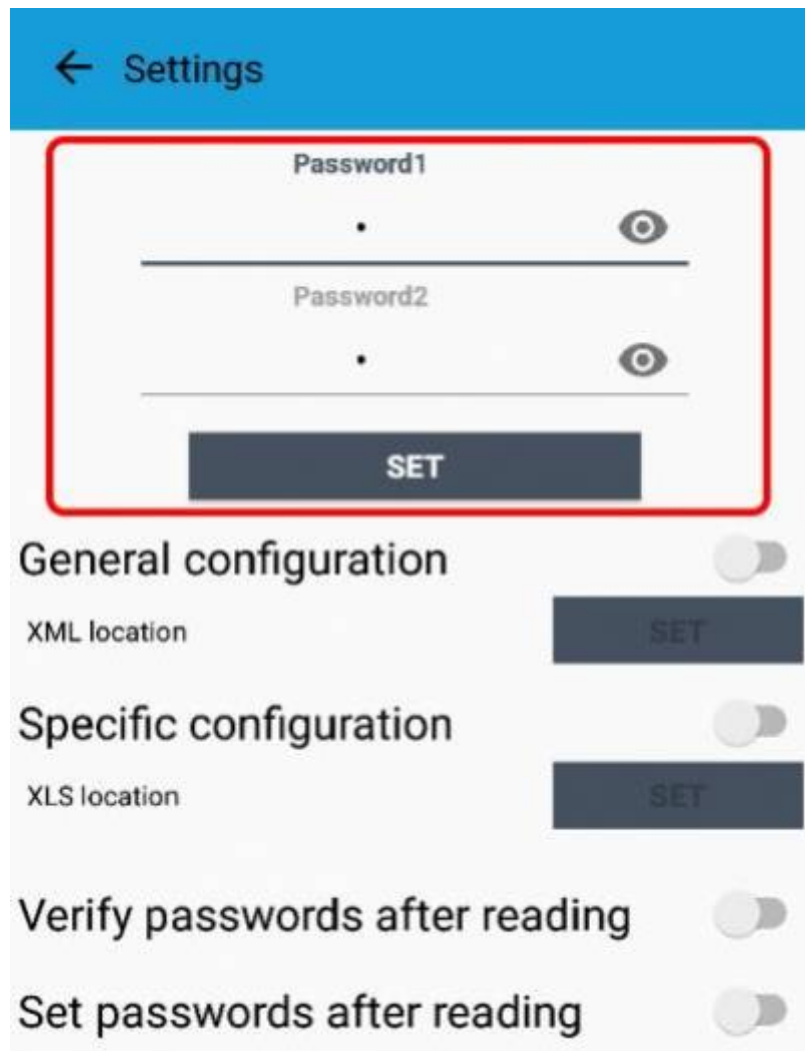 ← Settings
Password1
•
Password2
•
SET
General configuration
XML location
SET
Specific configuration
XLS location
SET
Verify passwords after reading
Set passwords after reading